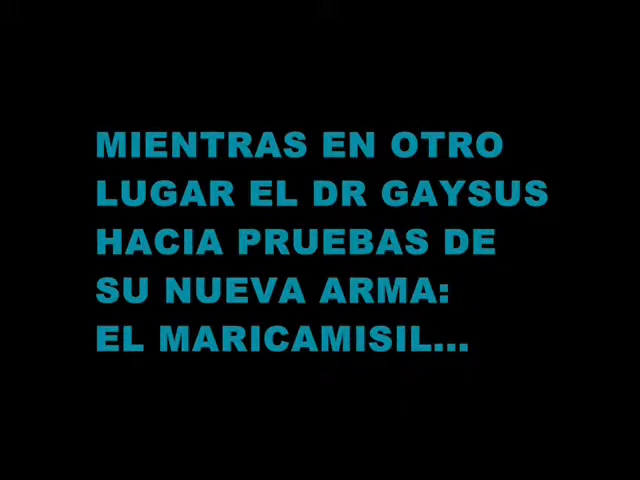 MIENTRAS EN OTRO
LUGAR EL DR GAYSUS
HACIA PRUEBAS DE
SU NUEVA ARMA:
EL MARICAMISIL...